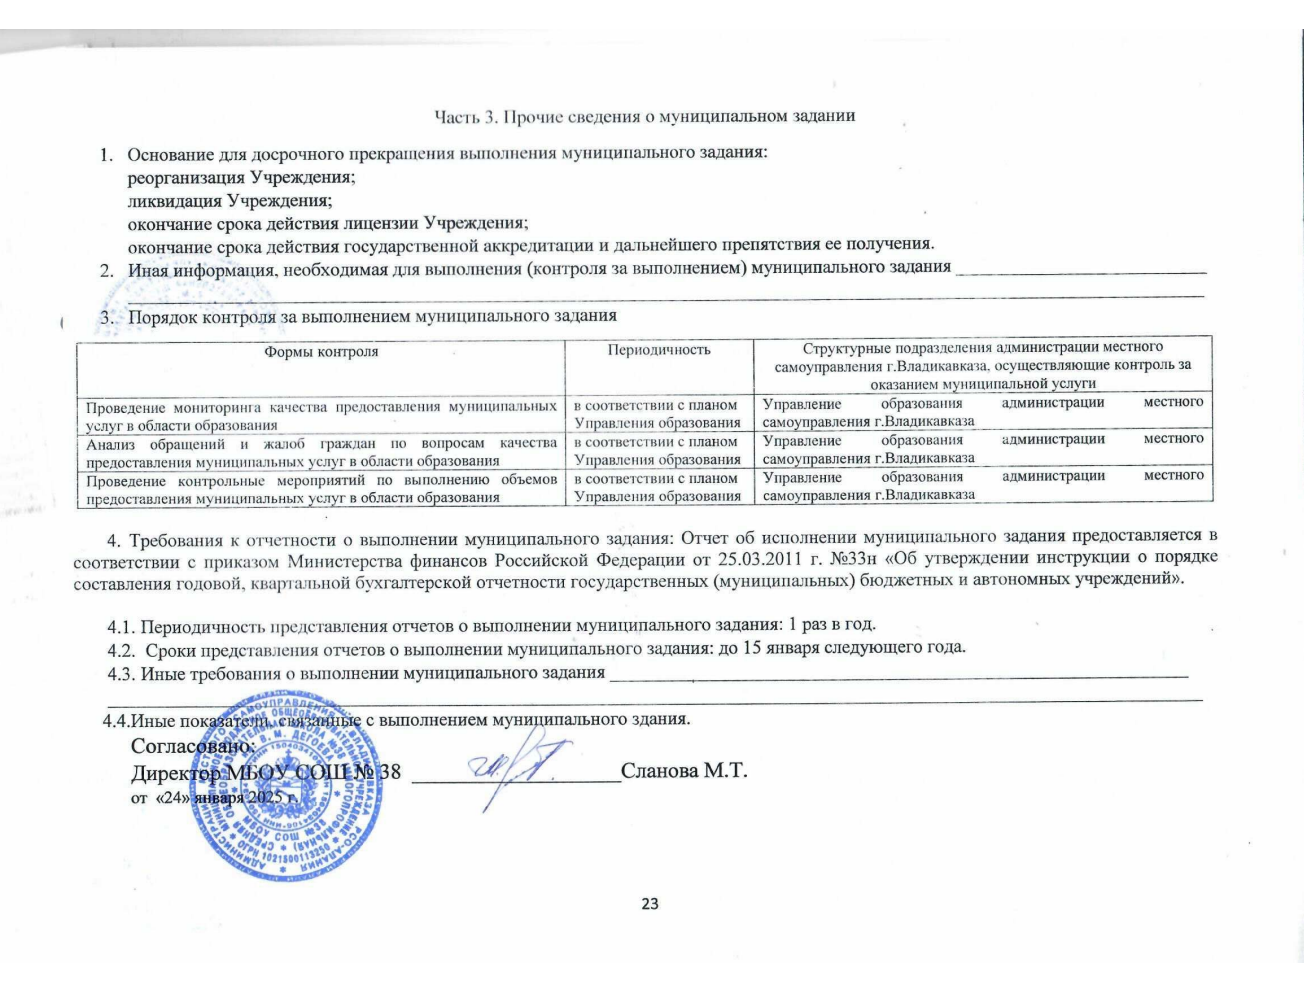 Часть 3. Прочие сведения о муниципальном задании
1. Основание для досрочного прекращения выполнения муниципального задания:
реорганизация Учреждения;
ликвидация Учреждения;
окончание срока действия лицензии Учреждения;
окончание срока действия государственной аккредитации и дальнейшего препятствия ее получения.
2. Иная информация, необходимая для выполнения (контроля за выполнением) муниципального задания
3. Порядок контроля за выполнением муниципального задания
Формы контроля
Периодичность
Структурные подразделения администрации местного
самоуправления г.Владикавказа, осуществляющие контроль за
оказанием муниципальной услуги
Проведение мониторинга качества предоставления муниципальных
услуг в области образования
в соответствии с планом
Управления образования
Управление образования администрации местного
самоуправления г.Владикавказа
Анализ обращений и жалоб граждан по вопросам качества
предоставления муниципальных услуг в области образования
в соответствии с планом
Управления образования
Управление образования администрации местного
самоуправления г.Владикавказа
Проведение контрольные мероприятий по выполнению объемов
предоставления муниципальных услуг в области образования
в соответствии с планом
Управления образования
Управление образования администрации местного
самоуправления г.Владикавказа
4. Требования к отчетности о выполнении муниципального задания: Отчет об исполнении муниципального задания предоставляется в
соответствии с приказом Министерства финансов Российской Федерации от 25.03.2011 г. №33н «Об утверждении инструкции о порядке
составления годовой, квартальной бухгалтерской отчетности государственных (муниципальных) бюджетных и автономных учреждений».
4.1. Периодичность представления отчетов о выполнении муниципального задания: 1 раз в год.
4.2. Сроки представления отчетов о выполнении муниципального задания: до 15 января следующего года.
4.3. Иные требования о выполнении муниципального задания
4.4.Иные показатели, связанные с выполнением муниципального здания.
Согласовано:
Директор МБОУ СОШ № 38 Сланова М.Т.
от «24» января 2025 г.
МБОУ СОШ №38
ОГРН 1021500113250
23